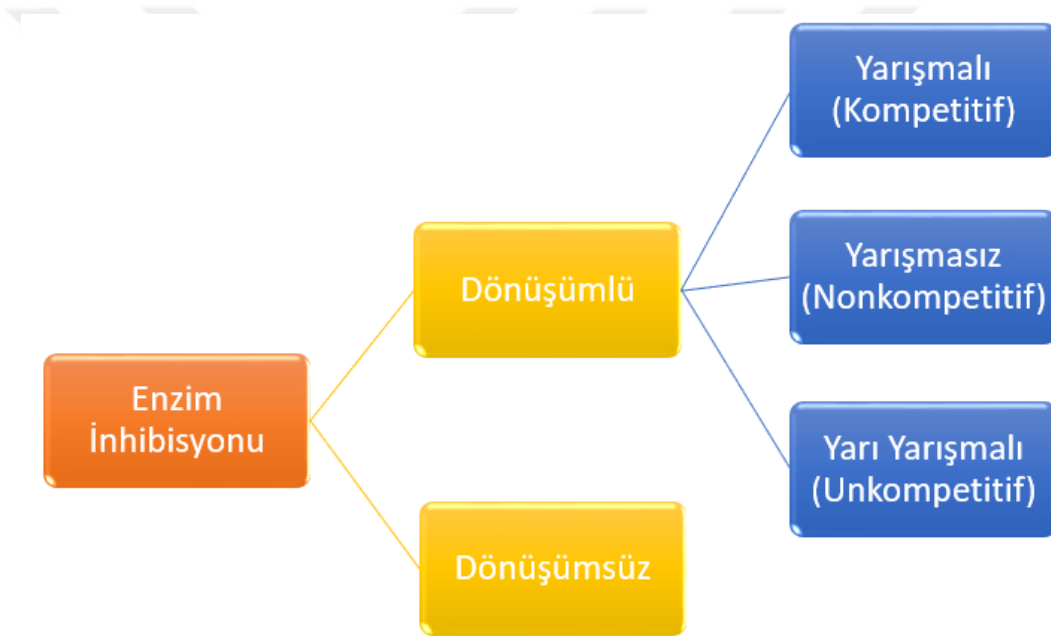 Enzim
İnhibisyonu
Dönüşümlü
Dönüşümsüz
Yarışmalı
(Kompetitif)
Yarışmasız
(Nonkompetitif)
Yarı Yarışmalı
(Unkompetitif)